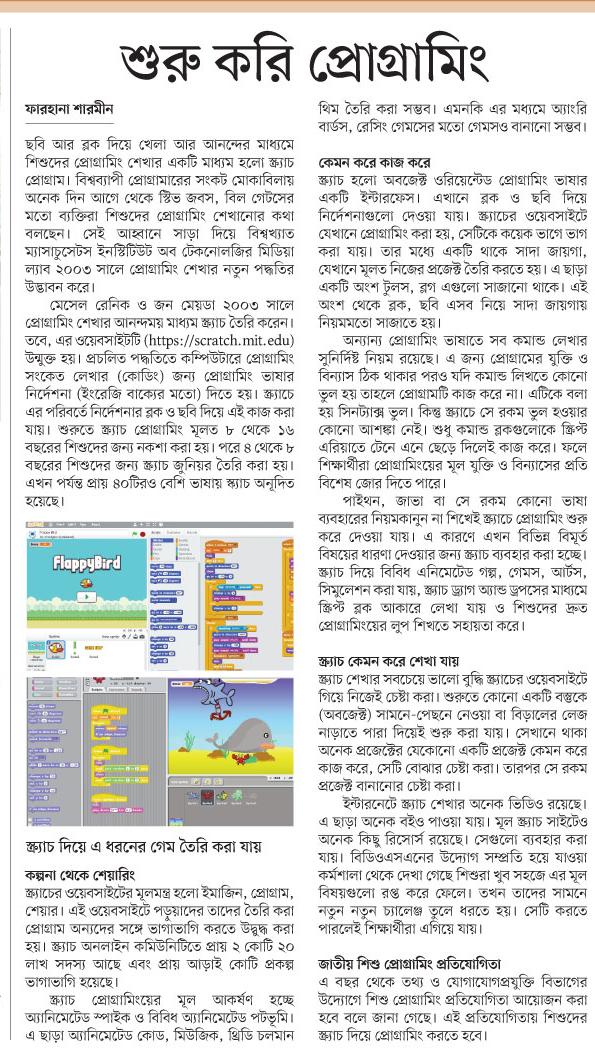 শুরু করি প্রোগ্রামিং
ফারহানা শারমীন
ছবি আর ব্লক দিয়ে খেলা আর আনন্দের মাধ্যমে
শিশুদের প্রোগ্রামিং শেখার একটি মাধ্যম হলো স্ক্র্যাচ
প্রোগ্রাম। বিশ্বব্যাপী প্রোগ্রামারের সংকট মোকাবিলায়
অনেক দিন আগে থেকে স্টিভ জবস, বিল গেটসের
মতো ব্যক্তিরা শিশুদের প্রোগ্রামিং শেখানোর কথা
বলছেন। সেই আহ্বানে সাড়া দিয়ে বিশ্বখ্যাত
ম্যাসাচুসেটস ইনস্টিটিউট অব টেকনোলজির মিডিয়া
ল্যাব ২০০৩ সালে প্রোগ্রামিং শেখার নতুন পদ্ধতির
উদ্ভাবন করে।
মেসেল রেনিক ও জন মেয়ডা ২০০৩ সালে
প্রোগ্রামিং শেখার আনন্দময় মাধ্যম স্ক্র্যাচ তৈরি করেন।
তবে, এর ওয়েবসাইটটি (https://scratch.mit.edu)
উন্মুক্ত হয়। প্রচলিত পদ্ধতিতে কম্পিউটারে প্রোগ্রামিং
সংকেত লেখার (কোডিং) জন্য প্রোগ্রামিং ভাষার
নির্দেশনা (ইংরেজি বাক্যের মতো) দিতে হয়। স্ক্র্যাচে
এর পরিবর্তে নির্দেশনার ব্লক ও ছবি দিয়ে এই কাজ করা
যায়। শুরুতে স্ক্র্যাচ প্রোগ্রামিং মূলত ৮ থেকে ১৬
বছরের শিশুদের জন্য নকশা করা হয়। পরে ৪ থেকে ৮
বছরের শিশুদের জন্য স্ক্র্যাচ জুনিয়র তৈরি করা হয়।
এখন পর্যন্ত প্রায় ৪০টিরও বেশি ভাষায় স্ক্যাচ অনূদিত
হয়েছে।
FlappyBird
স্ক্র্যাচ দিয়ে এ ধরনের গেম তৈরি করা যায়
কল্পনা থেকে শেয়ারিং
স্ক্র্যাচের ওয়েবসাইটের মূলমন্ত্র হলো ইমাজিন, প্রোগ্রাম,
শেয়ার। এই ওয়েবসাইটে পড়ুয়াদের তাদের তৈরি করা
প্রোগ্রাম অন্যদের সঙ্গে ভাগাভাগি করতে উদ্বুদ্ধ করা
হয়। স্ক্র্যাচ অনলাইন কমিউনিটিতে প্রায় ২ কোটি ২০
লাখ সদস্য আছে এবং প্রায় আড়াই কোটি প্রকল্প
ভাগাভাগি হয়েছে।
স্ক্র্যাচ প্রোগ্রামিংয়ের মূল আকর্ষণ হচ্ছে
অ্যানিমেটেড স্পাইক ও বিবিধ অ্যানিমেটেড পটভূমি।
এ ছাড়া অ্যানিমেটেড কোড, মিউজিক, থ্রিডি চলমান
থিম তৈরি করা সম্ভব। এমনকি এর মধ্যমে অ্যাংরি
বার্ডস, রেসিং গেমসের মতো গেমসও বানানো সম্ভব।
কেমন করে কাজ করে
স্ক্র্যাচ হলো অবজেক্ট ওরিয়েন্টেড প্রোগ্রামিং ভাষার
একটি ইন্টারফেস। এখানে ব্লক ও ছবি দিয়ে
নির্দেশনাগুলো দেওয়া যায়। স্ক্র্যাচের ওয়েবসাইটে
যেখানে প্রোগ্রামিং করা হয়, সেটিকে কয়েক ভাগে ভাগ
করা যায়। তার মধ্যে একটি থাকে সাদা জায়গা,
যেখানে মূলত নিজের প্রজেক্ট তৈরি করতে হয়। এ ছাড়া
একটি অংশ টুলস, ব্লগ এগুলো সাজানো থাকে। এই
অংশ থেকে ব্লক, ছবি এসব নিয়ে সাদা জায়গায়
নিয়মমতো সাজাতে হয়।
অন্যান্য প্রোগ্রামিং ভাষাতে সব কমান্ড লেখার
সুনির্দিষ্ট নিয়ম রয়েছে। এ জন্য প্রোগ্রামের যুক্তি ও
বিন্যাস ঠিক থাকার পরও যদি কমান্ড লিখতে কোনো
ভুল হয় তাহলে প্রোগ্রামটি কাজ করে না। এটিকে বলা
হয় সিনট্যাক্স ভুল। কিন্তু স্ক্র্যাচে সে রকম ভুল হওয়ার
কোনো আশঙ্কা নেই। শুধু কমান্ড ব্লকগুলোকে স্ক্রিপ্ট
এরিয়াতে টেনে এনে ছেড়ে দিলেই কাজ করে। ফলে
শিক্ষার্থীরা প্রোগ্রামিংয়ের মূল যুক্তি ও বিন্যাসের প্রতি
বিশেষ জোর দিতে পারে।
পাইথন, জাভা বা সে রকম কোনো ভাষা
ব্যবহারের নিয়মকানুন না শিখেই স্ক্র্যাচে প্রোগ্রামিং শুরু
করে দেওয়া যায়। এ কারণে এখন বিভিন্ন বিমূর্ত
বিষয়ের ধারণা দেওয়ার জন্য স্ক্র্যাচ ব্যবহার করা হচ্ছে।
স্ক্র্যাচ দিয়ে বিবিধ এনিমেটেড গল্প, গেমস, আর্টস,
সিমুলেশন করা যায়, স্ক্র্যাচ ড্র্যাগ অ্যান্ড ড্রপসের মাধ্যমে
স্ক্রিপ্ট ব্লক আকারে লেখা যায় ও শিশুদের দ্রুত
প্রোগ্রামিংয়ের লুপ শিখতে সহায়তা করে।
স্ক্র্যাচ কেমন করে শেখা যায়
স্ক্র্যাচ শেখার সবচেয়ে ভালো বুদ্ধি স্ক্র্যাচের ওয়েবসাইটে
গিয়ে নিজেই চেষ্টা করা। শুরুতে কোনো একটি বস্তুকে
(অবজেক্ট) সামনে-পেছনে নেওয়া বা বিড়ালের লেজ
নাড়াতে পারা দিয়েই শুরু করা যায়। সেখানে থাকা
অনেক প্রজেক্টের যেকোনো একটি প্রজেক্ট কেমন করে
কাজ করে, সেটি বোঝার চেষ্টা করা। তারপর সে রকম
প্রজেক্ট বানানোর চেষ্টা করা।
ইন্টারনেটে স্ক্র্যাচ শেখার অনেক ভিডিও রয়েছে।
এ ছাড়া অনেক বইও পাওয়া যায়। মূল স্ক্র্যাচ সাইটেও
অনেক কিছু রিসোর্স রয়েছে। সেগুলো ব্যবহার করা
যায়। বিডিওএসএনের উদ্যোগ সম্প্রতি হয়ে যাওয়া
কর্মশালা থেকে দেখা গেছে শিশুরা খুব সহজে এর মূল
বিষয়গুলো রপ্ত করে ফেলে। তখন তাদের সামনে
নতুন নতুন চ্যালেঞ্জ তুলে ধরতে হয়। সেটি করতে
পারলেই শিক্ষার্থীরা এগিয়ে যায়।
জাতীয় শিশু প্রোগ্রামিং প্রতিযোগিতা
এ বছর থেকে তথ্য ও যোগাযোগপ্রযুক্তি বিভাগের
উদ্যোগে শিশু প্রোগ্রামিং প্রতিযোগিতা আয়োজন করা
হবে বলে জানা গেছে। এই প্রতিযোগিতায় শিশুদের
স্ক্র্যাচ দিয়ে প্রোগ্রামিং করতে হবে।